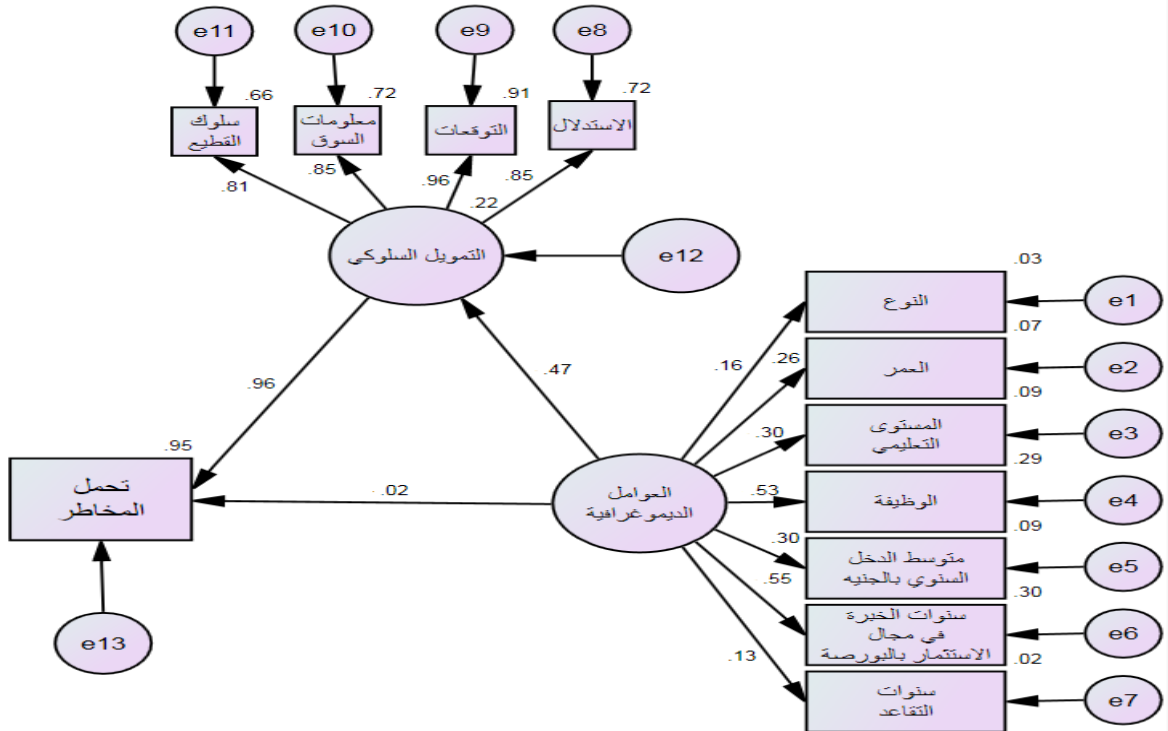 e11
e10
e9
e8
.66
.72
.91
.72
سلوك
القطيع
معلومات
السوق
التوقعات
الاستدلال
.81
.85
.96
.85
.22
التمويل السلوكي
e12
.03
النوع
e1
.07
.16
.26
العمر
e2
.09
.47
.96
المستوى
التعليمي
e3
.30
.29
.95
تحمل
المخاطر
.02
العوامل
الديموغرافية
.53
الوظيفة
e4
.09
.30
متوسط الدخل
السنوي بالجنيه
e5
.55
.30
سنوات الخبرة
في مجال
الاستثمار بالبورصة
e6
.02
.13
e13
سنوات
التقاعد
e7